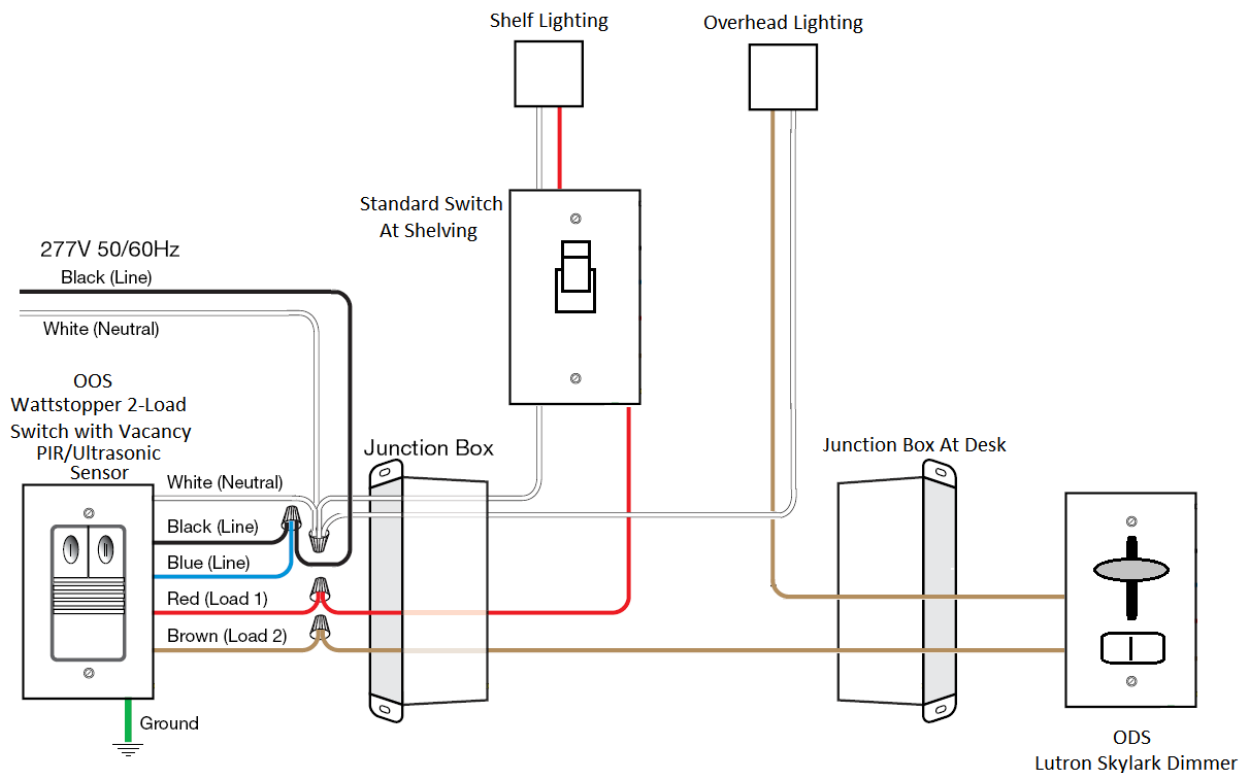 Shelf Lighting
Overhead Lighting
Standard Switch
At Shelving
277V 50/60Hz
Black (Line)
White (Neutral)
OOS
Wattstopper 2-Load
Switch with Vacancy
PIR/Ultrasonic
Sensor
Junction Box
Junction Box At Desk
White (Neutral)
Black (Line)
Blue (Line)
Red (Load 1)
Brown (Load 2)
Ground
ODS
Lutron Skylark Dimmer